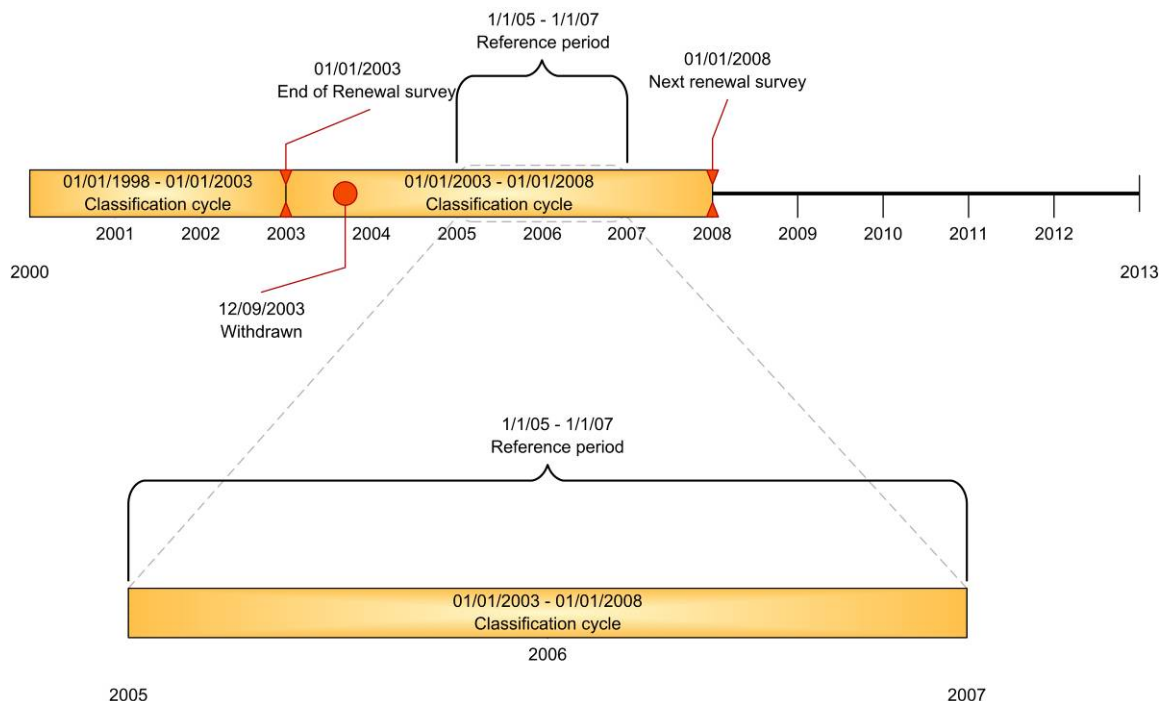 1/1/05 - 1/1/07
Reference period
01/01/2003
End of Renewal survey
01/01/2008
Next renewal survey
01/01/1998 - 01/01/2003
Classification cycle
01/01/2003 - 01/01/2008
Classification cycle
2001 2002 2003 2004 2005 2006 2007 2008 2009 2010 2011 2012
2000 2013
12/09/2003
Withdrawn
1/1/05 - 1/1/07
Reference period
01/01/2003 - 01/01/2008
Classification cycle
2006
2005 2007